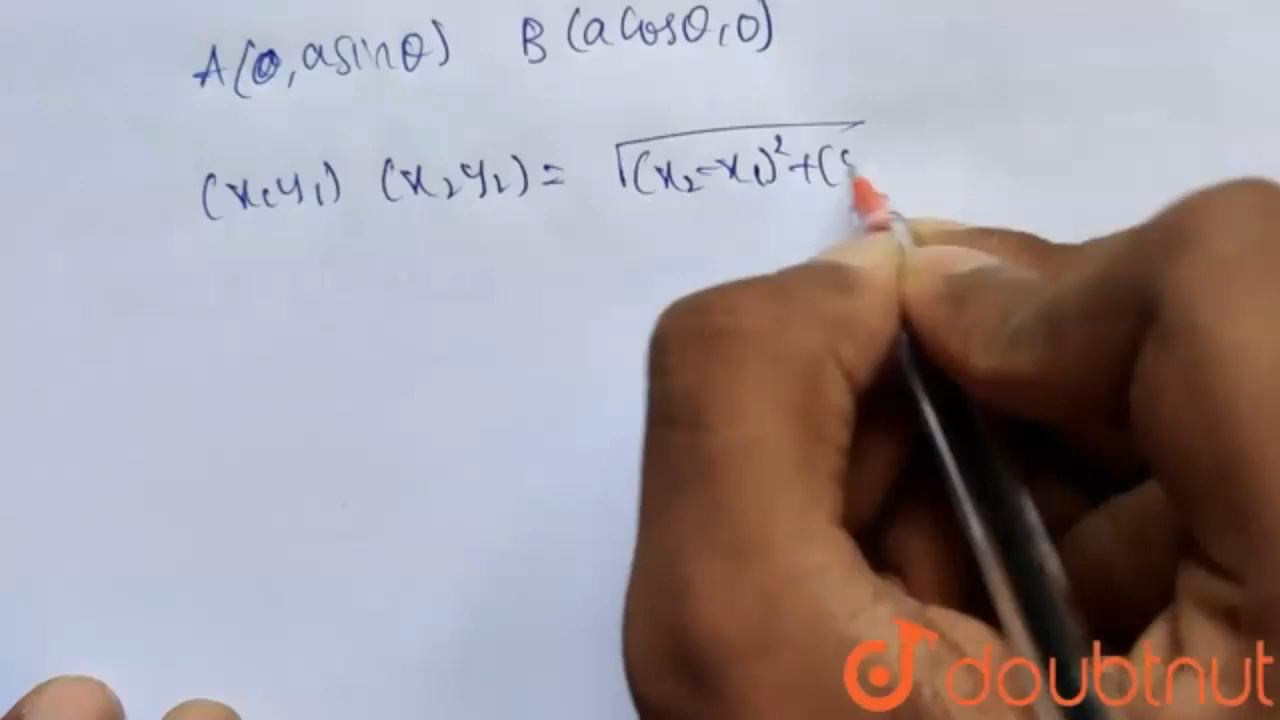 A(0, a sinθ) B (a cosθ, 0)
(x₁y₁) (x₂y₂) = √(x₂-x₁)²+(
doubtnut